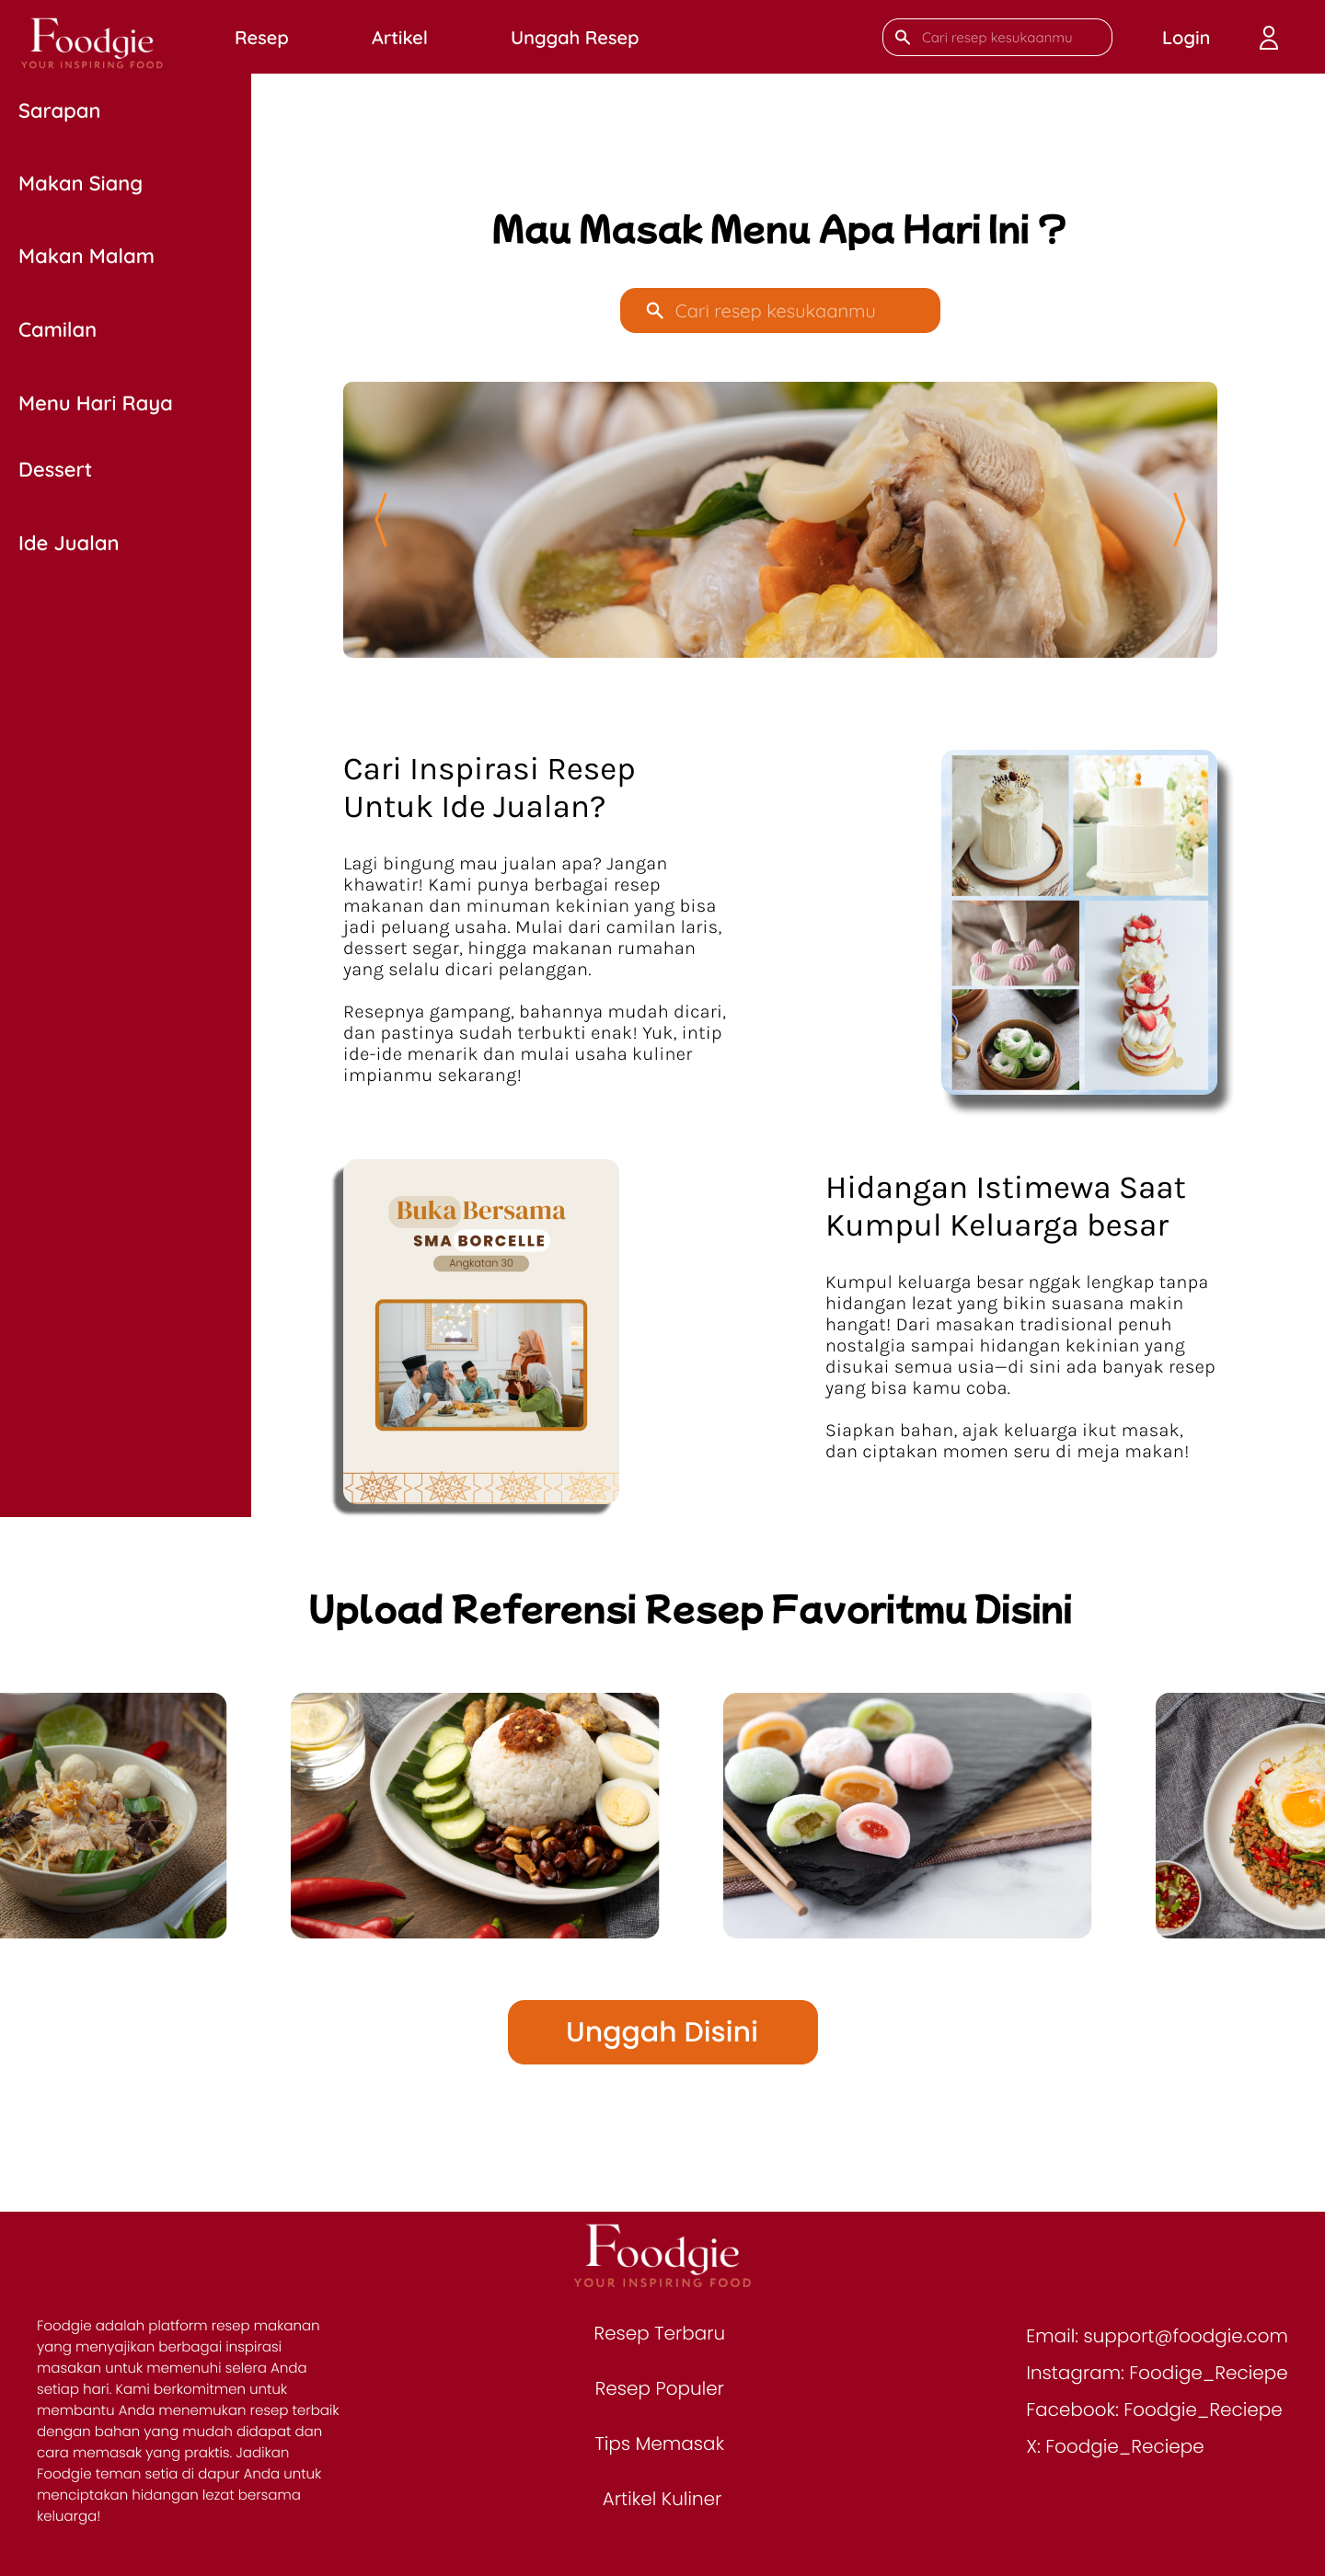 Foodgie
YOUR INSPIRING FOOD
Resep
Artikel
Unggah Resep
Cari resep kesukaanmu
Login
Sarapan
Makan Siang
Makan Malam
Camilan
Menu Hari Raya
Dessert
Ide Jualan
Mau Masak Menu Apa Hari Ini ?
Cari resep kesukaanmu
Cari Inspirasi Resep
Untuk Ide Jualan?
Lagi bingung mau jualan apa? Jangan
khawatir! Kami punya berbagai resep
makanan dan minuman kekinian yang bisa
jadi peluang usaha. Mulai dari camilan laris,
dessert segar, hingga makanan rumahan
yang selalu dicari pelanggan.
Resepnya gampang, bahannya mudah dicari,
dan pastinya sudah terbukti enak! Yuk, intip
ide-ide menarik dan mulai usaha kuliner
impianmu sekarang!
Buka Bersama
SMA BORCELLE
Angkatan 30
Hidangan Istimewa Saat
Kumpul Keluarga besar
Kumpul keluarga besar nggak lengkap tanpa
hidangan lezat yang bikin suasana makin
hangat! Dari masakan tradisional penuh
nostalgia sampai hidangan kekinian yang
disukai semua usia—di sini ada banyak resep
yang bisa kamu coba.
Siapkan bahan, ajak keluarga ikut masak,
dan ciptakan momen seru di meja makan!
Upload Referensi Resep Favoritmu Disini
Unggah Disini
Foodgie
YOUR INSPIRING FOOD
Foodgie adalah platform resep makanan
yang menyajikan berbagai inspirasi
masakan untuk memenuhi selera Anda
setiap hari. Kami berkomitmen untuk
membantu Anda menemukan resep terbaik
dengan bahan yang mudah didapat dan
cara memasak yang praktis. Jadikan
Foodgie teman setia di dapur Anda untuk
menciptakan hidangan lezat bersama
keluarga!
Resep Terbaru
Resep Populer
Tips Memasak
Artikel Kuliner
Email: support@foodgie.com
Instagram: Foodige_Reciepe
Facebook: Foodgie_Reciepe
X: Foodgie_Reciepe